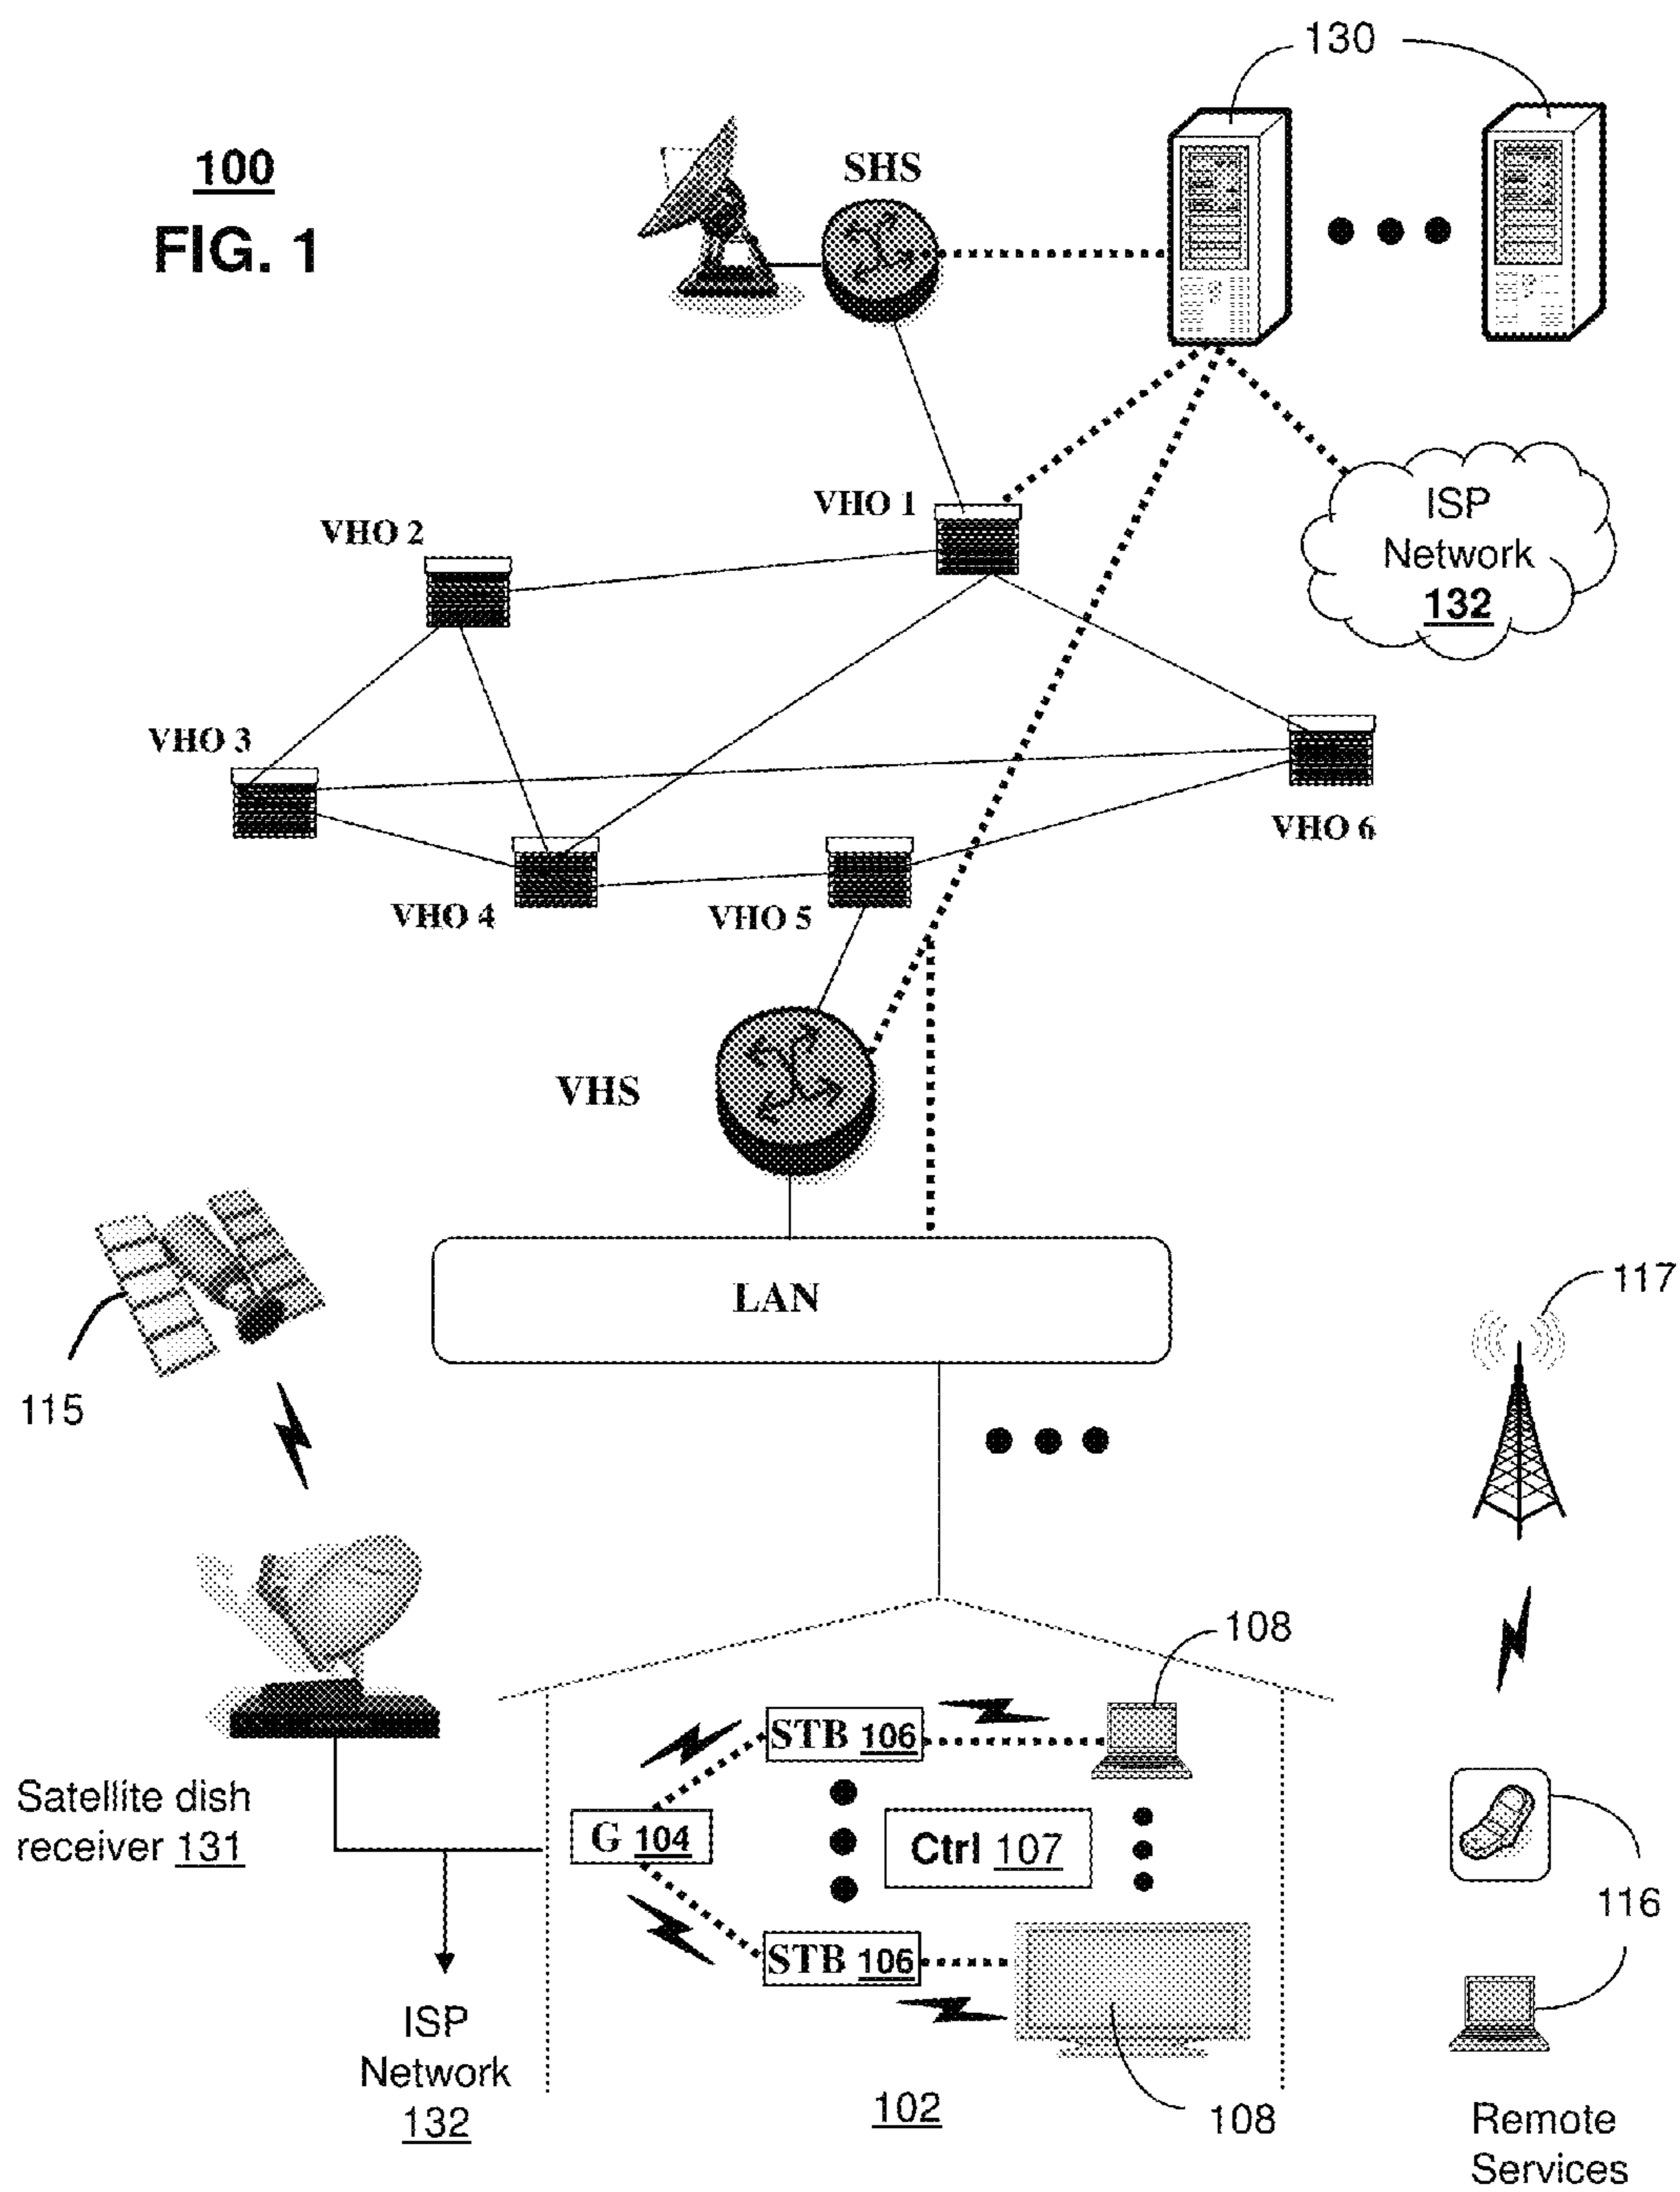 130
100
FIG. 1
SHS
VHO 1
VHO 2
ISP
Network
132
VHO 3
VHO 6
VHO 4
VHO 5
VHS
LAN
117
115
108
STB 106
Satellite dish
receiver 131
G 104
Ctrl 107
116
STB 106
ISP
Network
132
102
108
Remote
Services